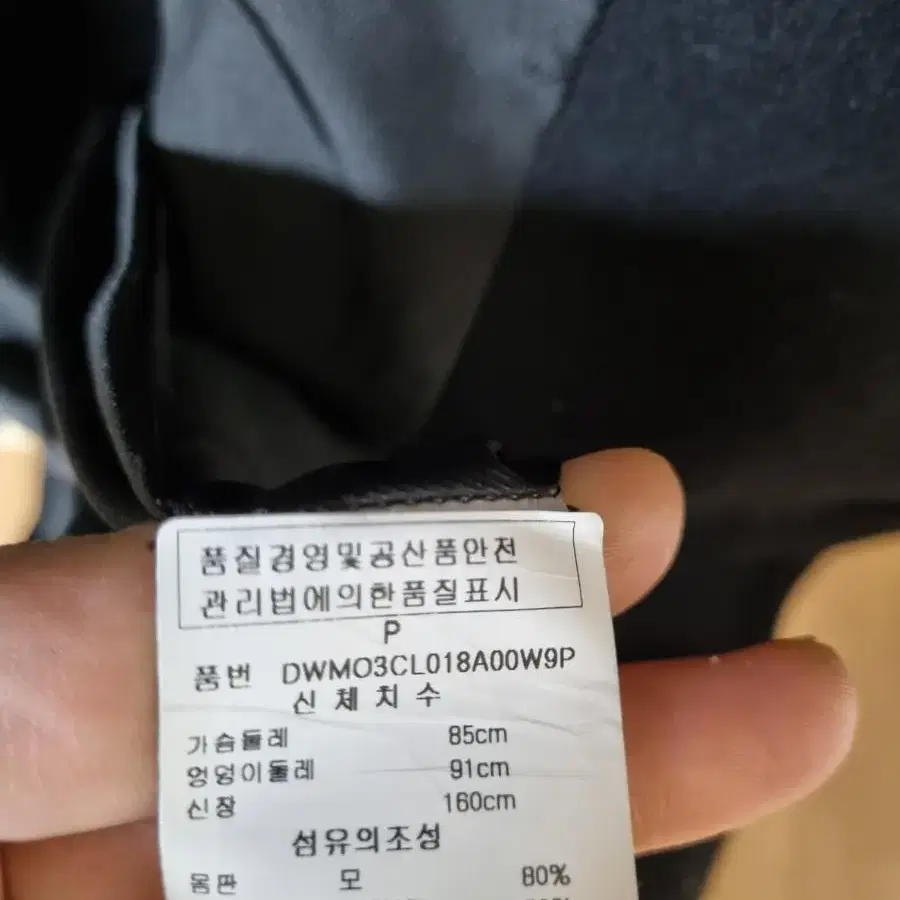 품질경영및공산품안전
관리법에의한품질표시
P
품번 DWMO3CL018A00W9P
신체치수
가슴둘레 85cm
엉덩이둘레 91cm
신장 160cm
섬유의조성
몸판 모 80%